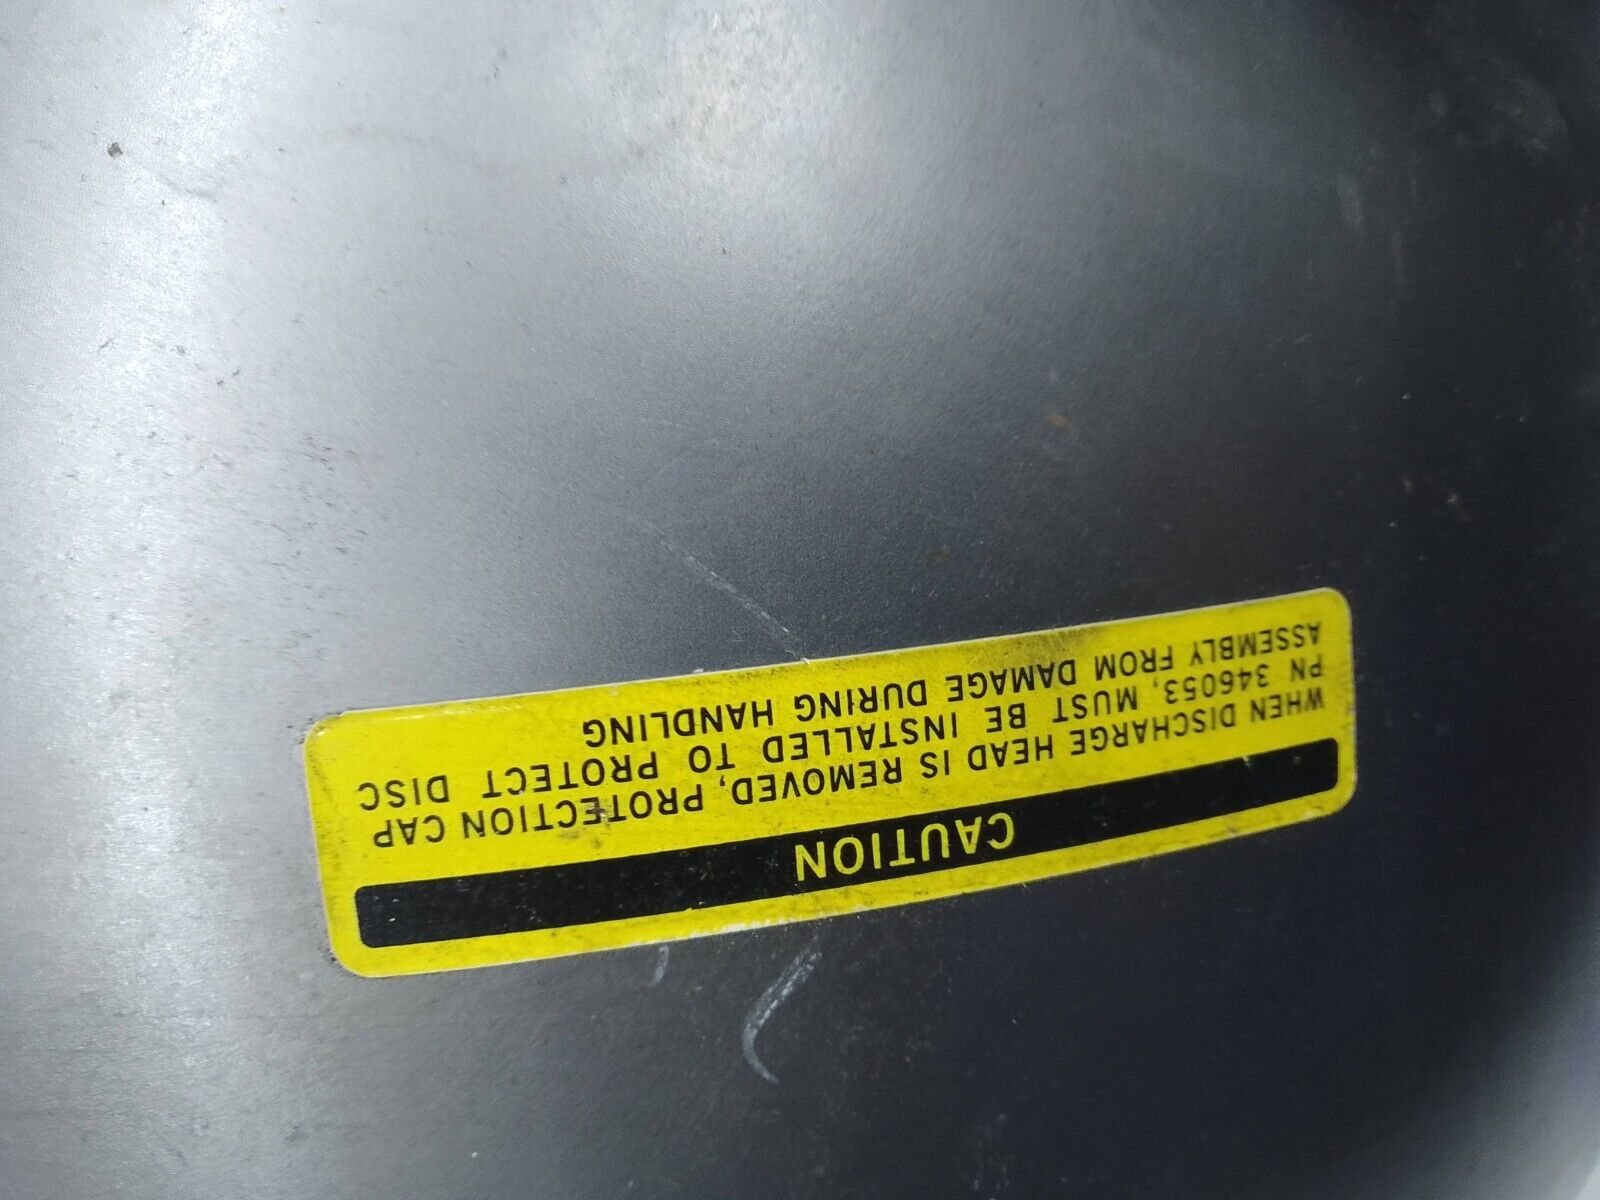 CAUTION
WHEN DISCHARGE HEAD IS REMOVED, PROTECTION CAP
PN 346053, MUST BE INSTALLED TO PROTECT DISC
ASSEMBLY FROM DAMAGE DURING HANDLING